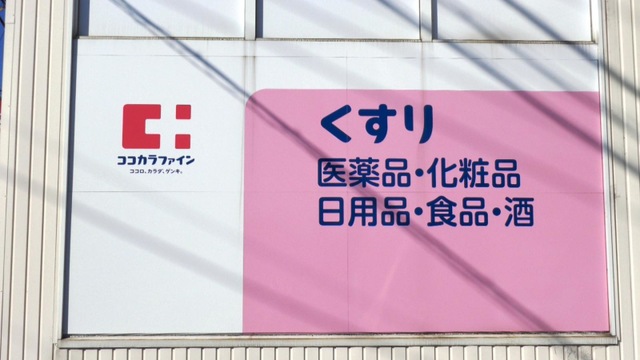 ココカラファイン
ココロ、カラダ、ゲンキ。
くすり
医薬品・化粧品
日用品・食品・酒